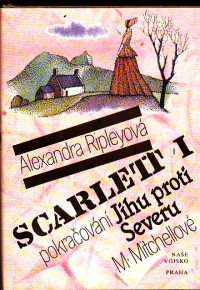 Alexandra Ripleyová
SCARLETT I
pokračování Jihu proti
Severu
M. Mitchellové
NAŠE
VOJSKO
PRAHA